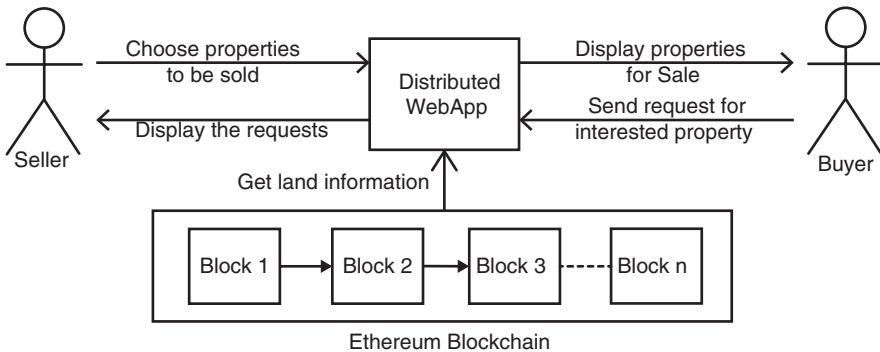 Choose properties
to be sold
Display the requests
Seller
Distributed
WebApp
Display properties
for Sale
Send request for
interested property
Buyer
Get land information
Block 1
Block 2
Block 3
Block n
Ethereum Blockchain